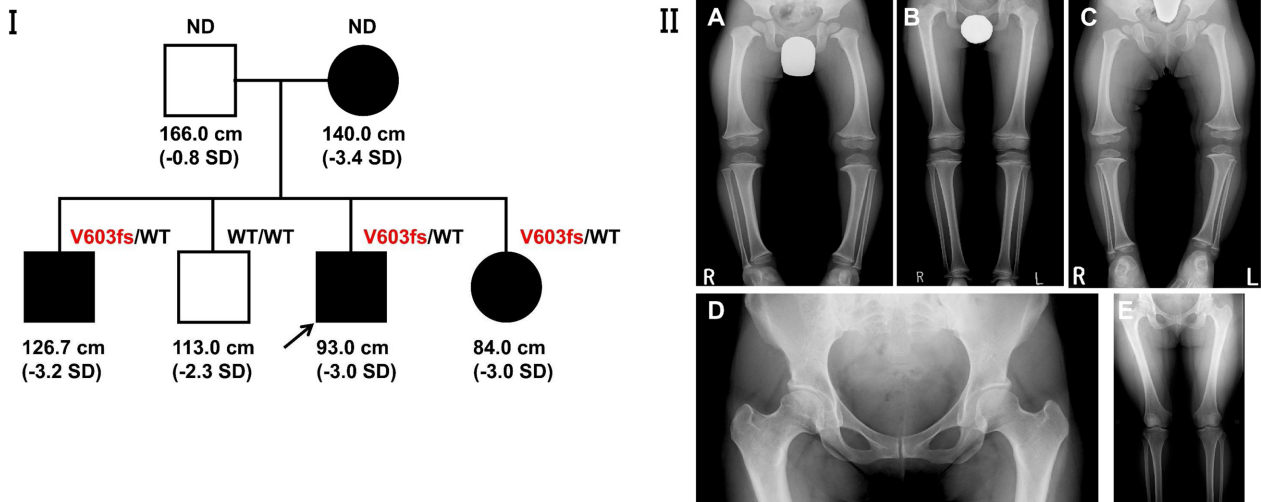 I
ND
ND
166.0 cm
(-0.8 SD)
140.0 cm
(-3.4 SD)
V603fs/WT
WT/WT
V603fs/WT
V603fs/WT
126.7 cm
(-3.2 SD)
113.0 cm
(-2.3 SD)
93.0 cm
(-3.0 SD)
84.0 cm
(-3.0 SD)
II
A
R
B
R
L
C
R
L
D
E